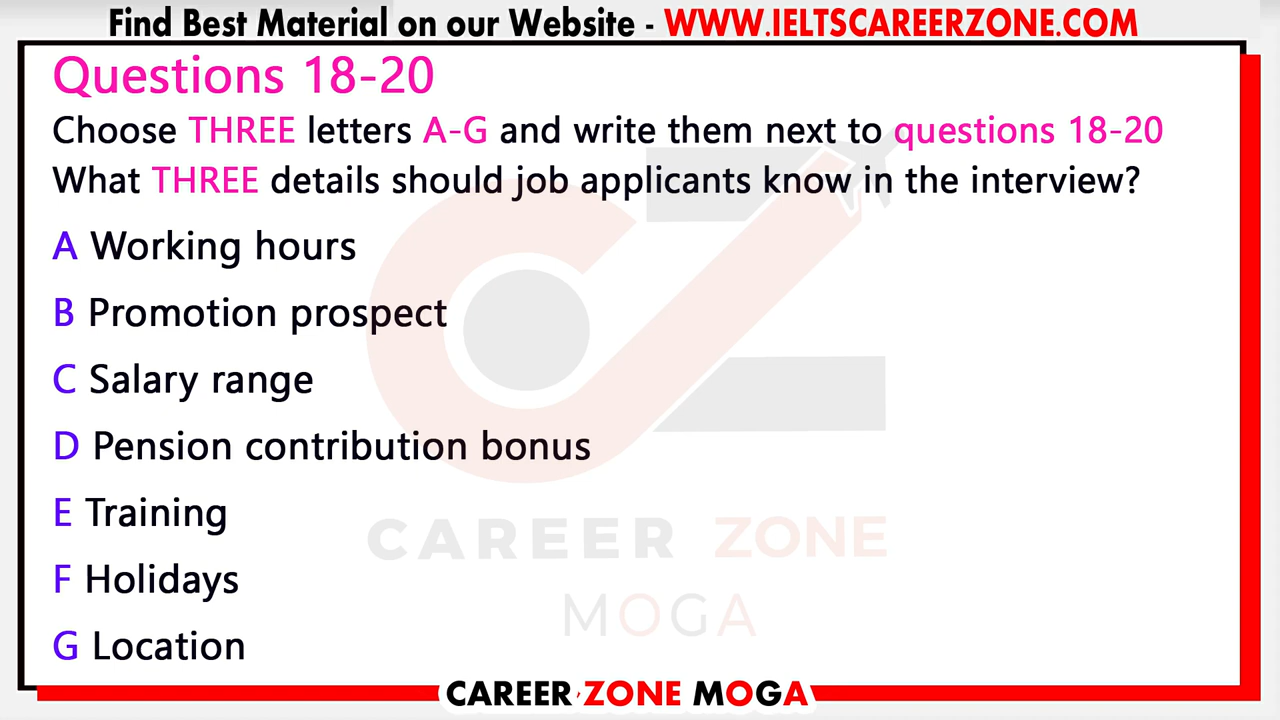 Find Best Material on our Website - WWW.IELTSCAREERZONE.COM
Questions 18-20
Choose THREE letters A-G and write them next to questions 18-20
What THREE details should job applicants know in the interview?
A Working hours
B Promotion prospect
C Salary range
D Pension contribution bonus
E Training
CAREER ZONE
F Holidays
MOGA
G Location
CAREER ZONE MOGA